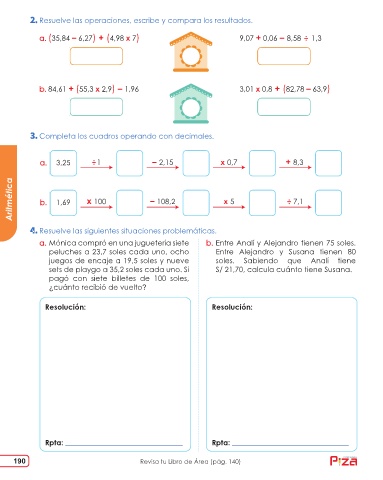 2. Resuelve las operaciones, escribe y compara los resultados.
a. (35,84 – 6,27) + (4,98 x 7)
9,07 + 0,06 – 8,58 ÷ 1,3
b. 84,61 + (55,3 x 2,9) – 1,96
3,01 x 0,8 + (82,78 – 63,9)
3. Completa los cuadros operando con decimales.
a. 3,25 ÷ 1 – 2,15 x 0,7 + 8,3
b. 1,69 x 100 – 108,2 x 5 ÷ 7,1
Aritmética
4. Resuelve las siguientes situaciones problemáticas.
a. Mónica compró en una juguetería siete
peluches a 23,7 soles cada uno, ocho
juegos de encaje a 19,5 soles y nueve
sets de playgo a 35,2 soles cada uno. Si
pagó con siete billetes de 100 soles,
¿cuánto recibió de vuelto?
b. Entre Analí y Alejandro tienen 75 soles.
Entre Alejandro y Susana tienen 80
soles. Sabiendo que Analí tiene
S/ 21,70, calcula cuánto tiene Susana.
Resolución:
Resolución:
Rpta:
Rpta:
190
Revisa tu Libro de Área (pág. 140)